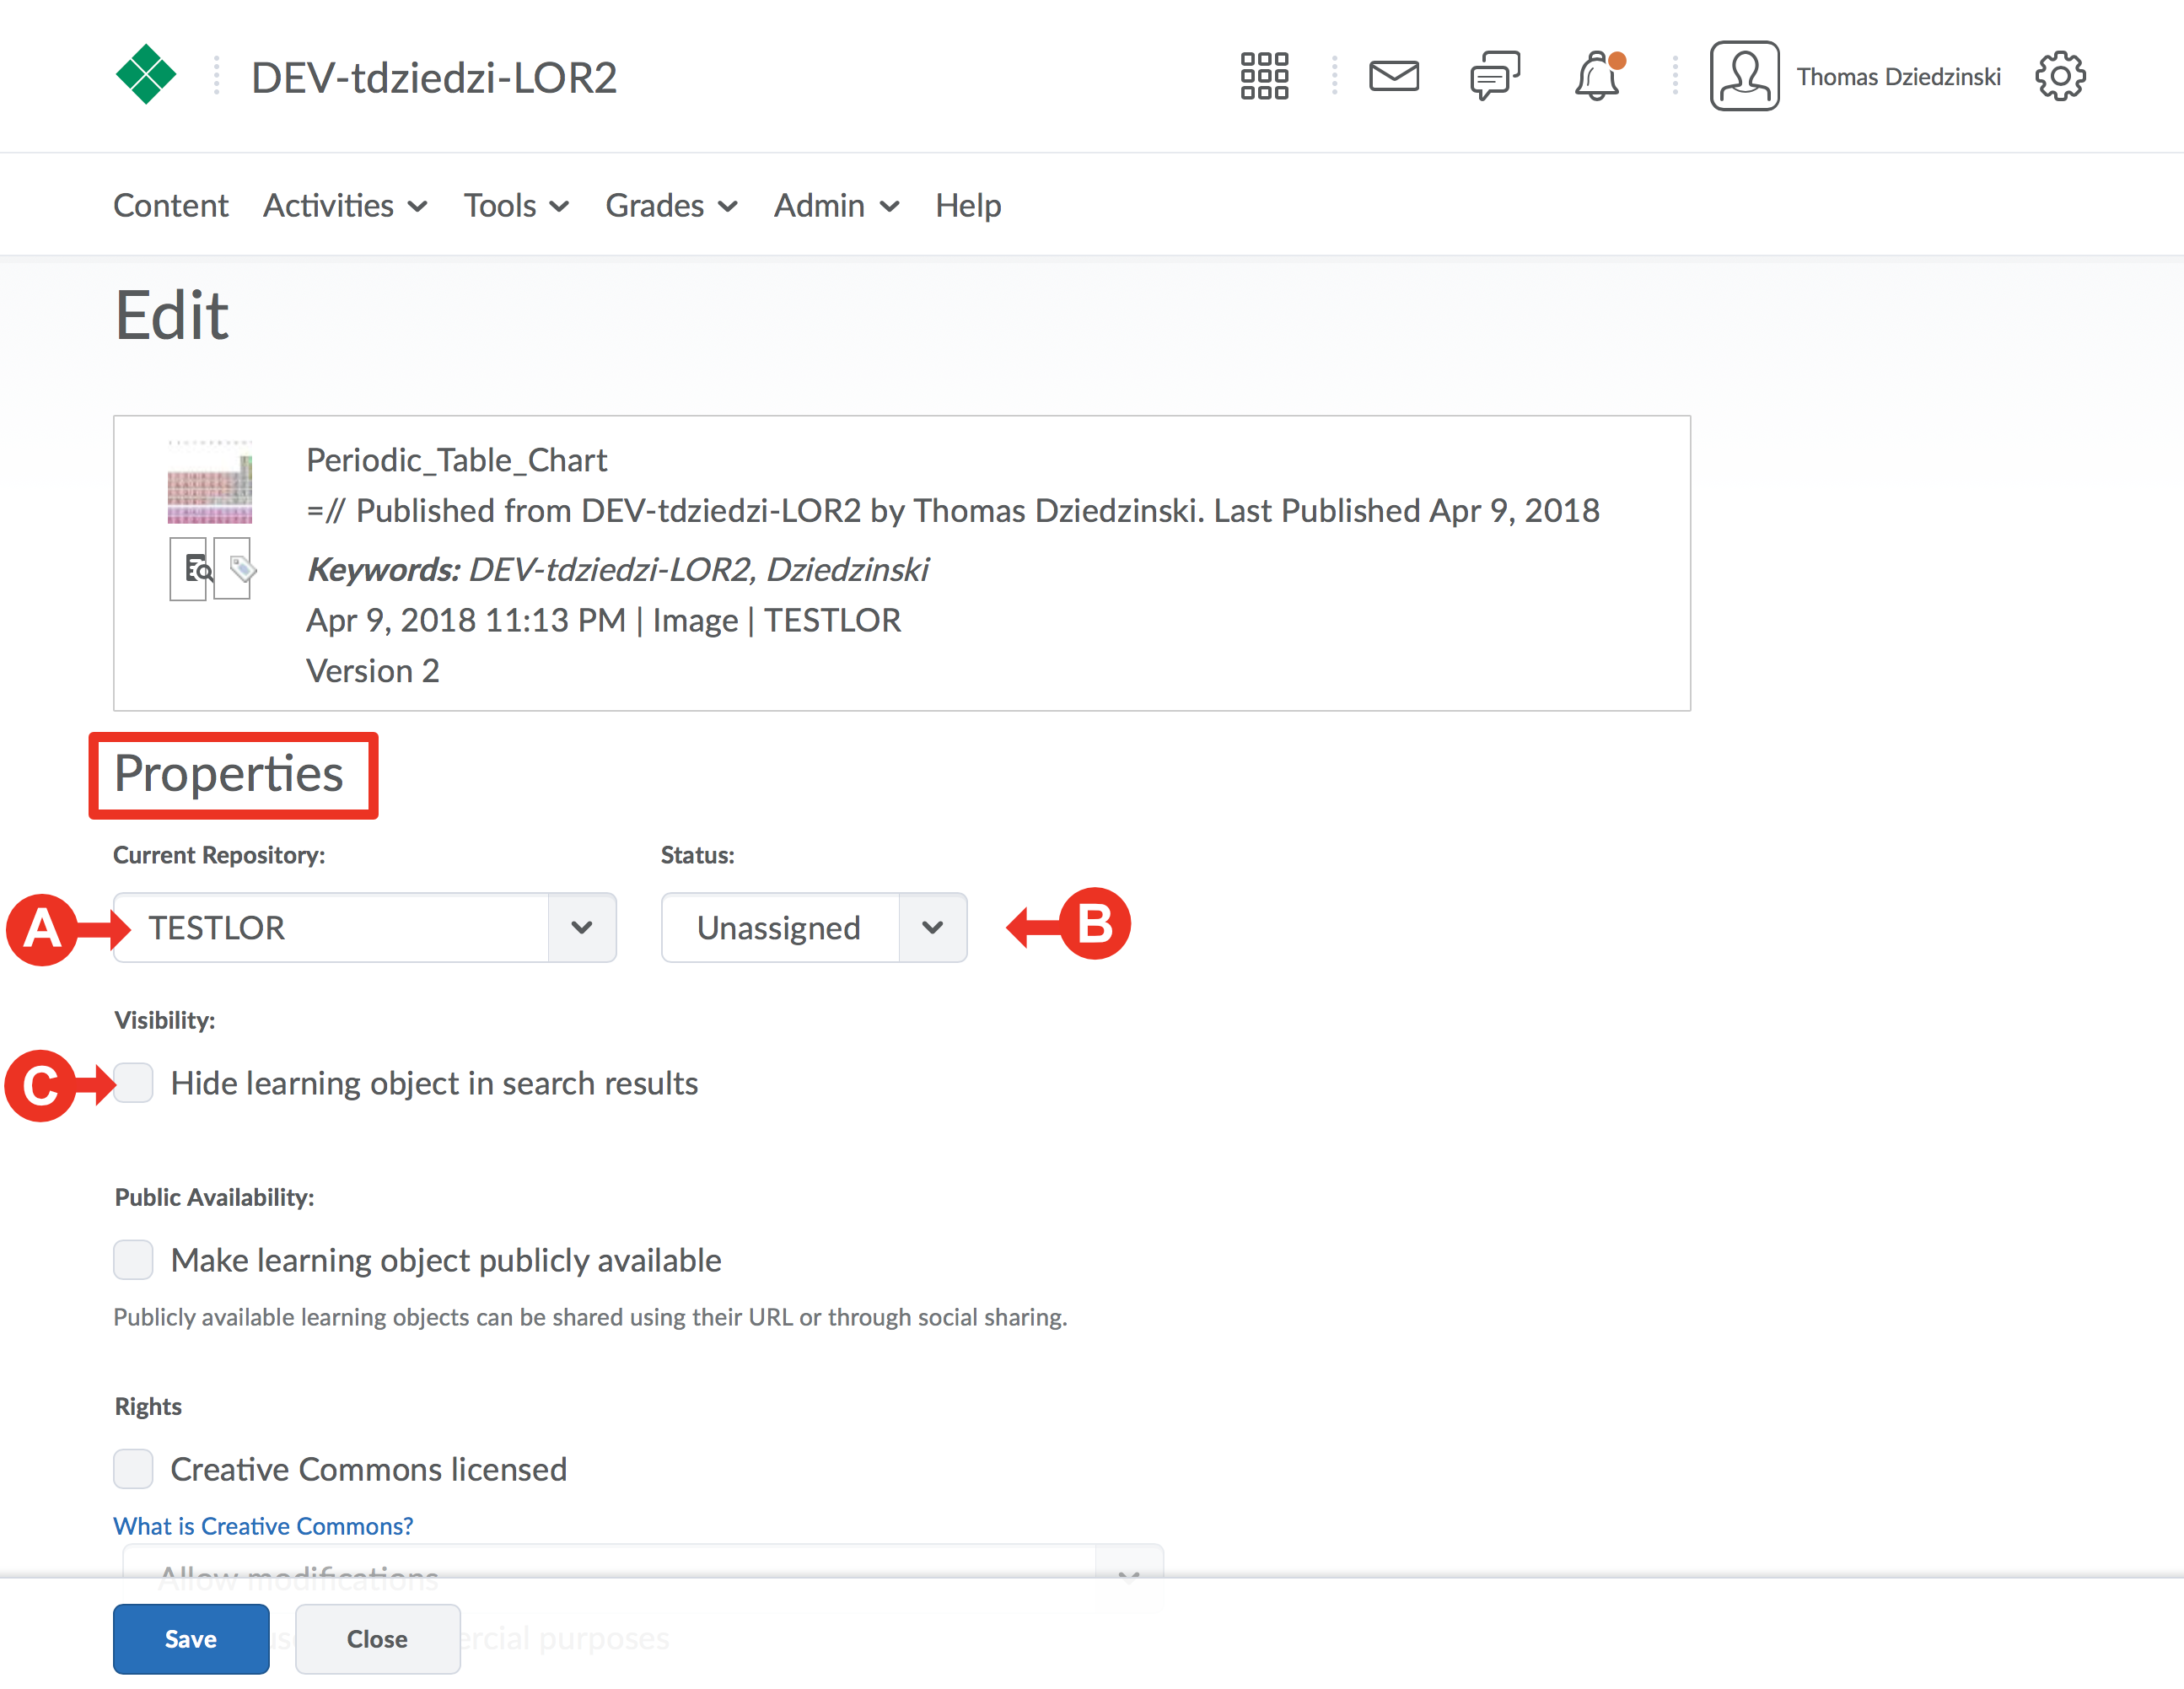 DEV-tdziedzi-LOR2
Thomas Dziedzinski
Content Activities Tools Grades Admin Help
Edit
Periodic_Table_Chart
=// Published from DEV-tdziedzi-LOR2 by Thomas Dziedzinski. Last Published Apr 9, 2018
Keywords: DEV-tdziedzi-LOR2, Dziedzinski
Apr 9, 2018 11:13 PM | Image | TESTLOR
Version 2
Properties
Current Repository: Status:
A TESTLOR Unassigned B
Visibility:
C Hide learning object in search results
Public Availability:
Make learning object publicly available
Publicly available learning objects can be shared using their URL or through social sharing.
Rights
Creative Commons licensed
What is Creative Commons?
Allow modifications
Save Close purposes